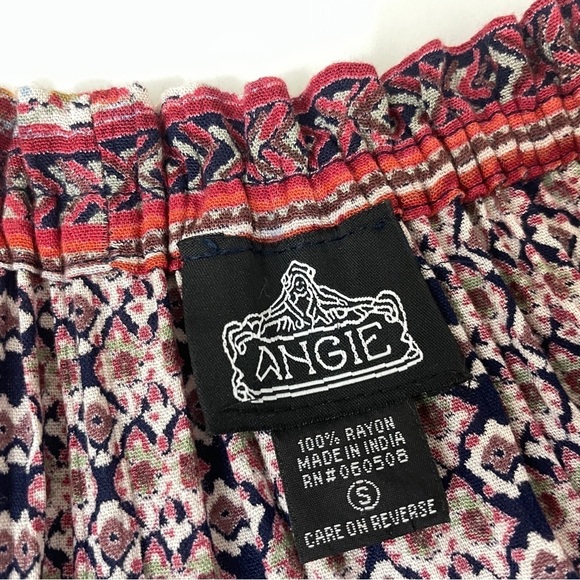 ANGIE
100% RAYON
MADE IN INDIA
RN#060508
S
CARE ON REVERSE